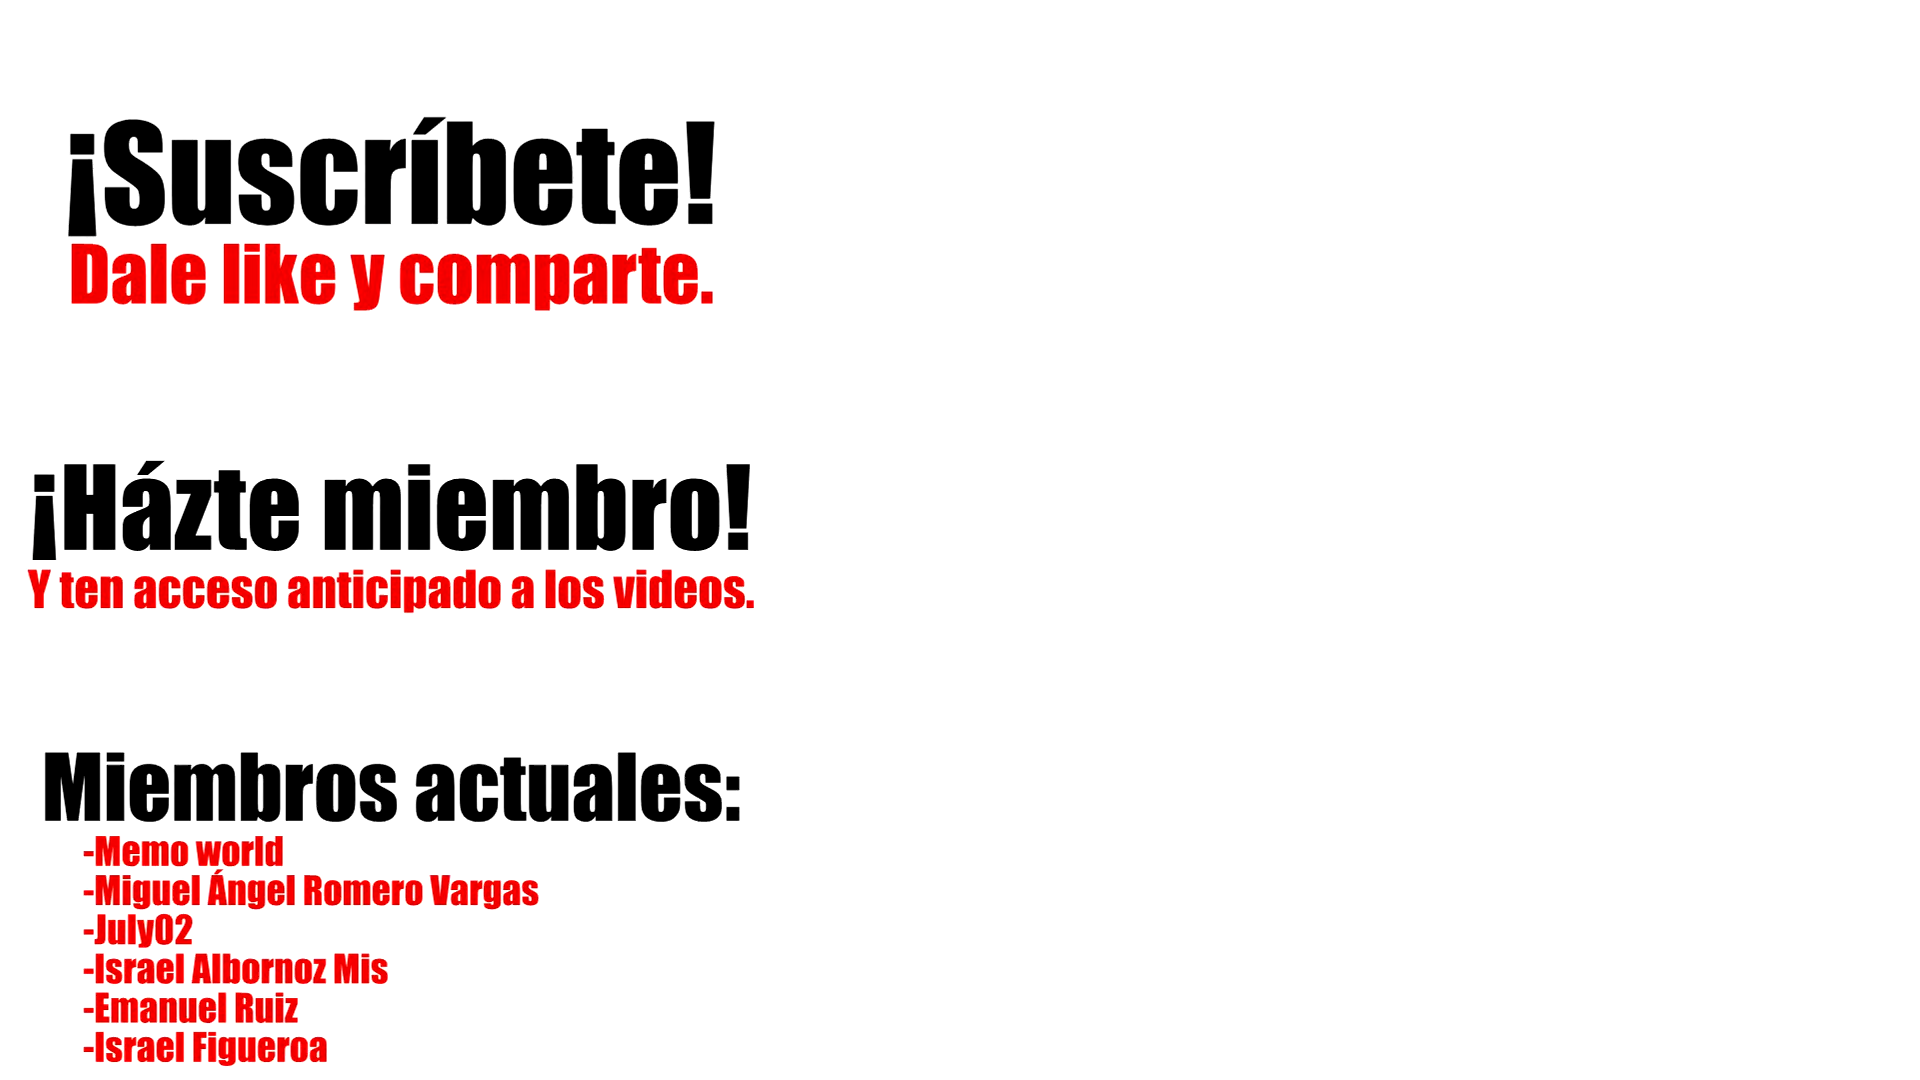 ¡Suscríbete!
Dale like y comparte.
¡Házte miembro!
Y ten acceso anticipado a los videos.
Miembros actuales:
-Memo world
-Miguel Ángel Romero Vargas
-July02
-Israel Albornoz Mis
-Emanuel Ruiz
-Israel Figueroa